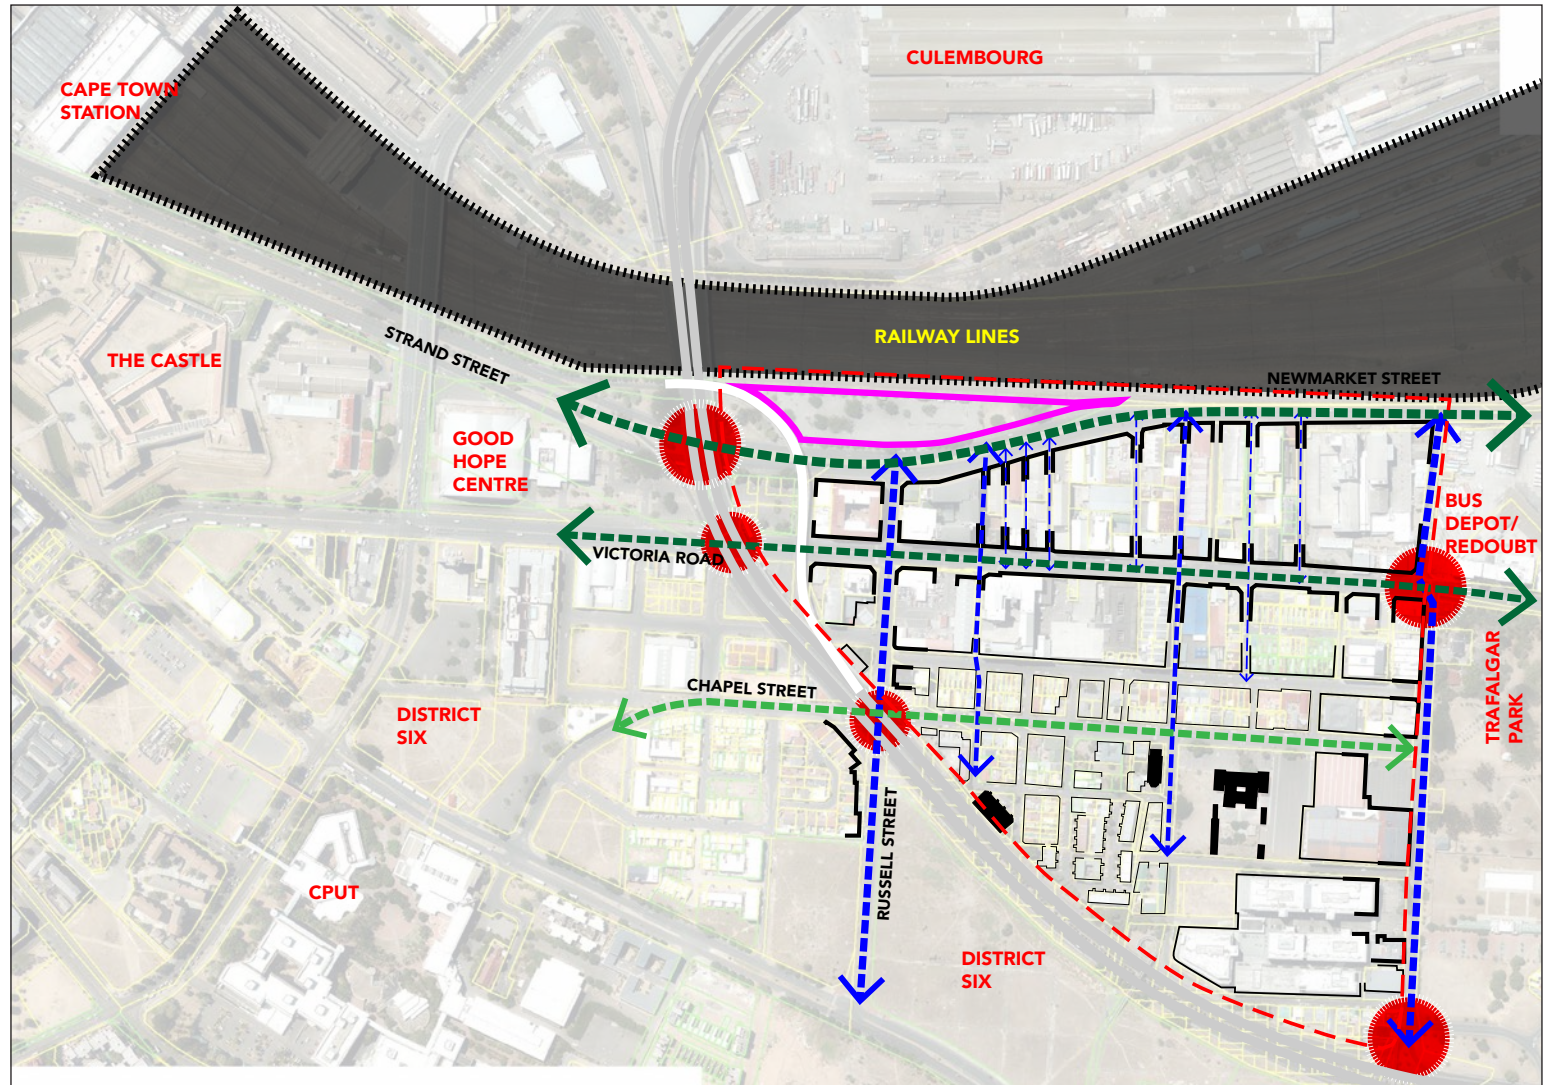 CULEMBOURG
CAPE TOWN
STATION
RAILWAY LINES
THE CASTLE
STRAND STREET
NEWMARKET STREET
GOOD
HOPE
CENTRE
BUS
DEPOT/
REDOUBT
VICTORIA ROAD
TRAFALGAR
PARK
CHAPEL STREET
DISTRICT
SIX
RUSSELL STREET
CPUT
DISTRICT
SIX